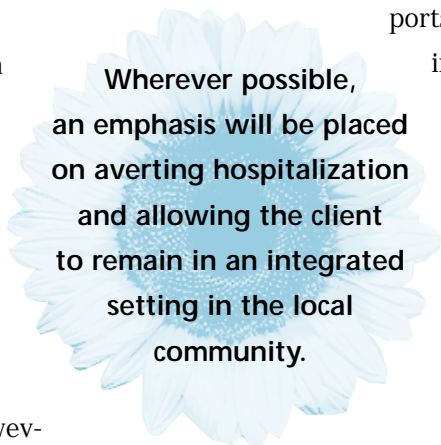 Wherever possible,
an emphasis will be placed
on averting hospitalization
and allowing the client
to remain in an integrated
setting in the local
community.